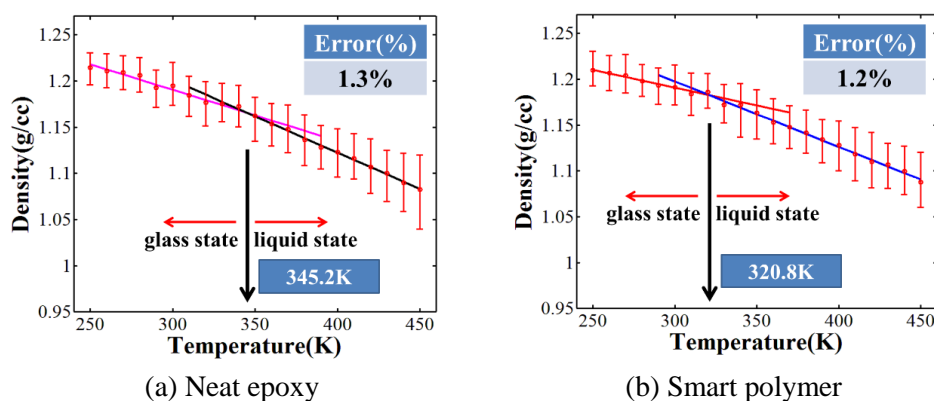 Error(%)
1.3%
Density(g/cc)
1.25
1.2
1.15
1.1
1.05
1
0.95
glass state
liquid state
345.2K
250
300
350
400
450
Temperature(K)
(a) Neat epoxy
Error(%)
1.2%
Density(g/cc)
1.25
1.2
1.15
1.1
1.05
1
0.95
glass state
liquid state
320.8K
250
300
350
400
450
Temperature(K)
(b) Smart polymer